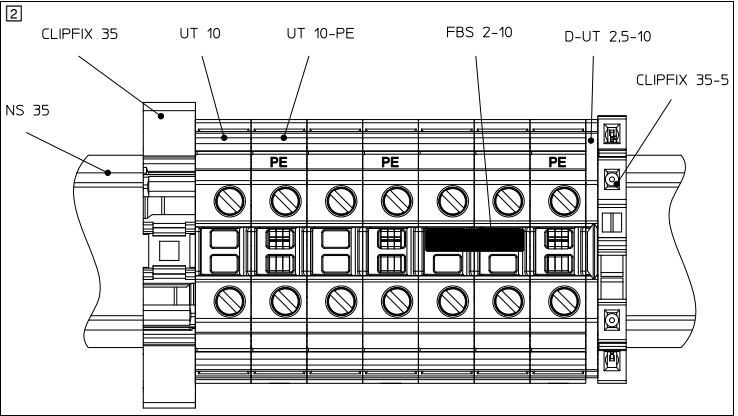 2
CLIPFIX 35
UT 10
UT 10-PE
FBS 2-10
D-UT 2,5-10
CLIPFIX 35-5
NS 35
PE
PE
PE